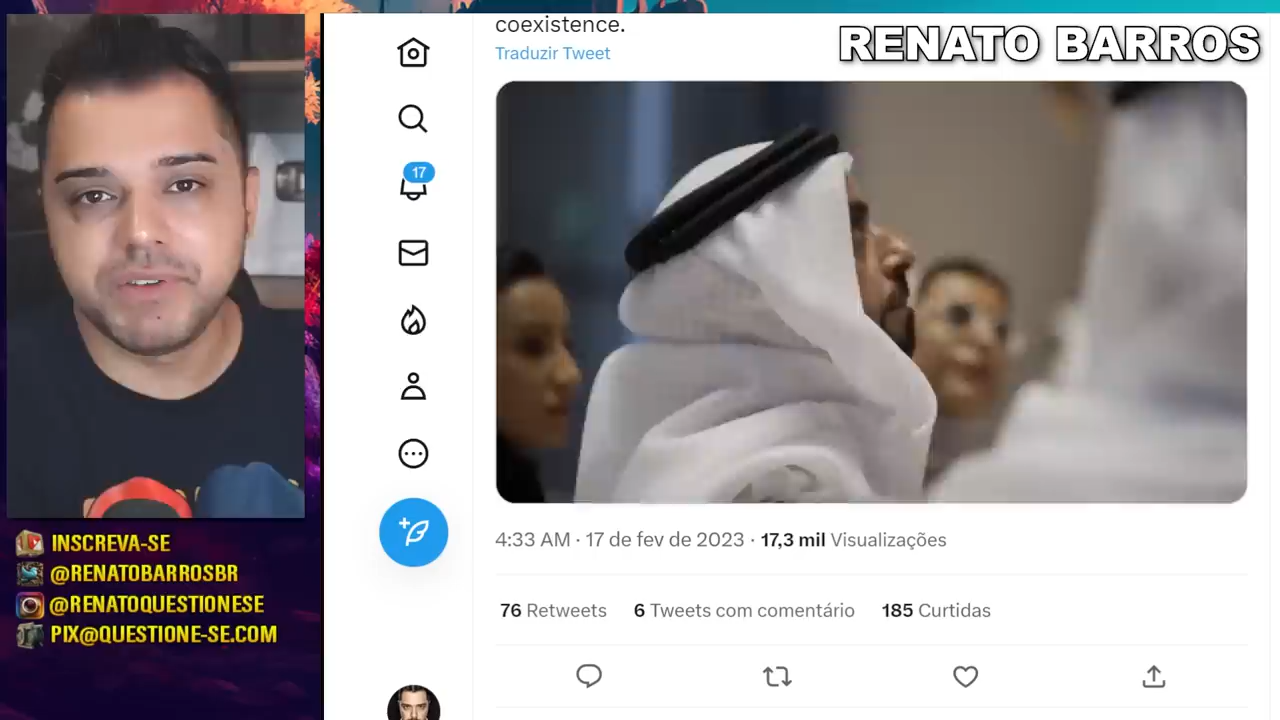 RENATO BARROS
coexistence.
Traduzir Tweet
17
4:33 AM · 17 de fev de 2023 · 17,3 mil Visualizações
76 Retweets 6 Tweets com comentário 185 Curtidas
INSCREVA-SE
@RENATOBARROSBR
@RENATOQUESTIONESE
PIX@QUESTIONE-SE.COM